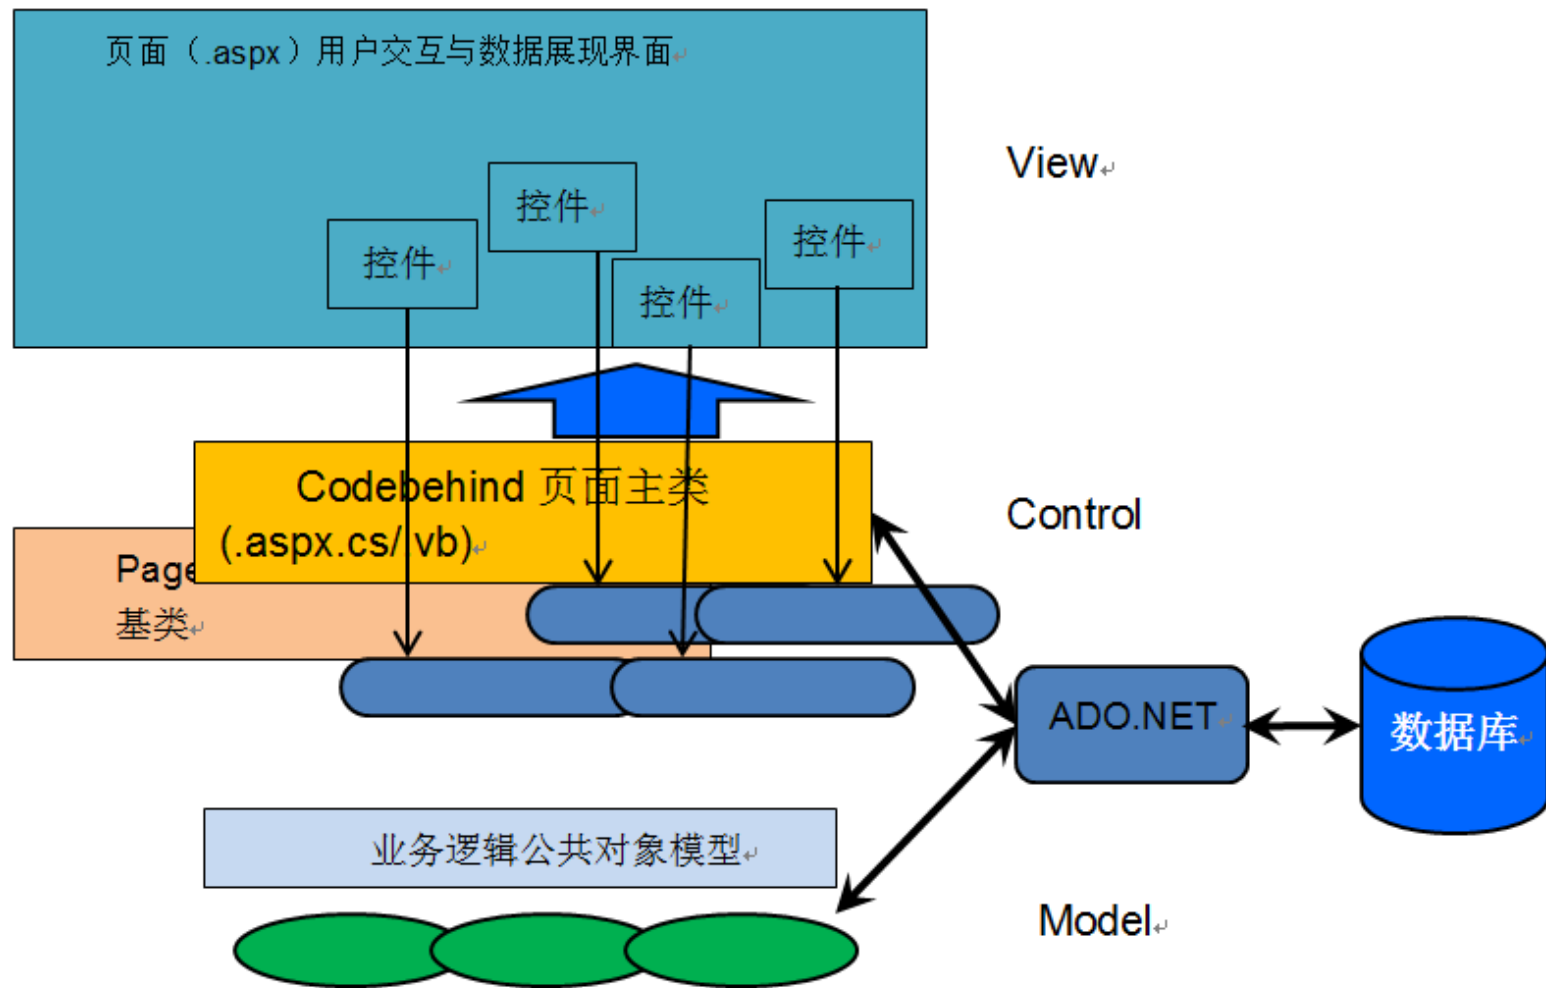 页面（.aspx）用户交互与数据展现界面
View
控件
控件
控件
控件
Codebehind 页面主类
(.aspx.cs/.vb)
Control
Page
基类
ADO.NET
数据库
业务逻辑公共对象模型
Model